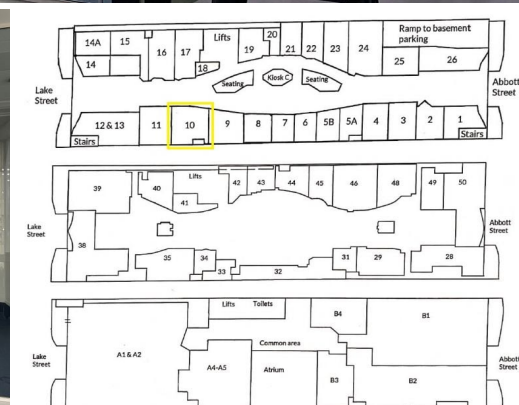 14A 15 16 17 Lifts 20 19 21 22 23 24 Ramp to basement
parking
14 18 25 26
Seating Kiosk C Seating
Lake
Street
Abbott
Street
12 & 13 11 10 9 8 7 6 5B 5A 4 3 2 1
Stairs Stairs
39 40 Lifts 42 43 44 45 46 48 49 50
41
Lake
Street
Abbott
Street
38 35 34 33 32 31 29 28
Lifts Toilets B4 B1
Common area
Lake
Street
A1 & A2 A4-A5 Atrium B3 B2
Abbott
Street